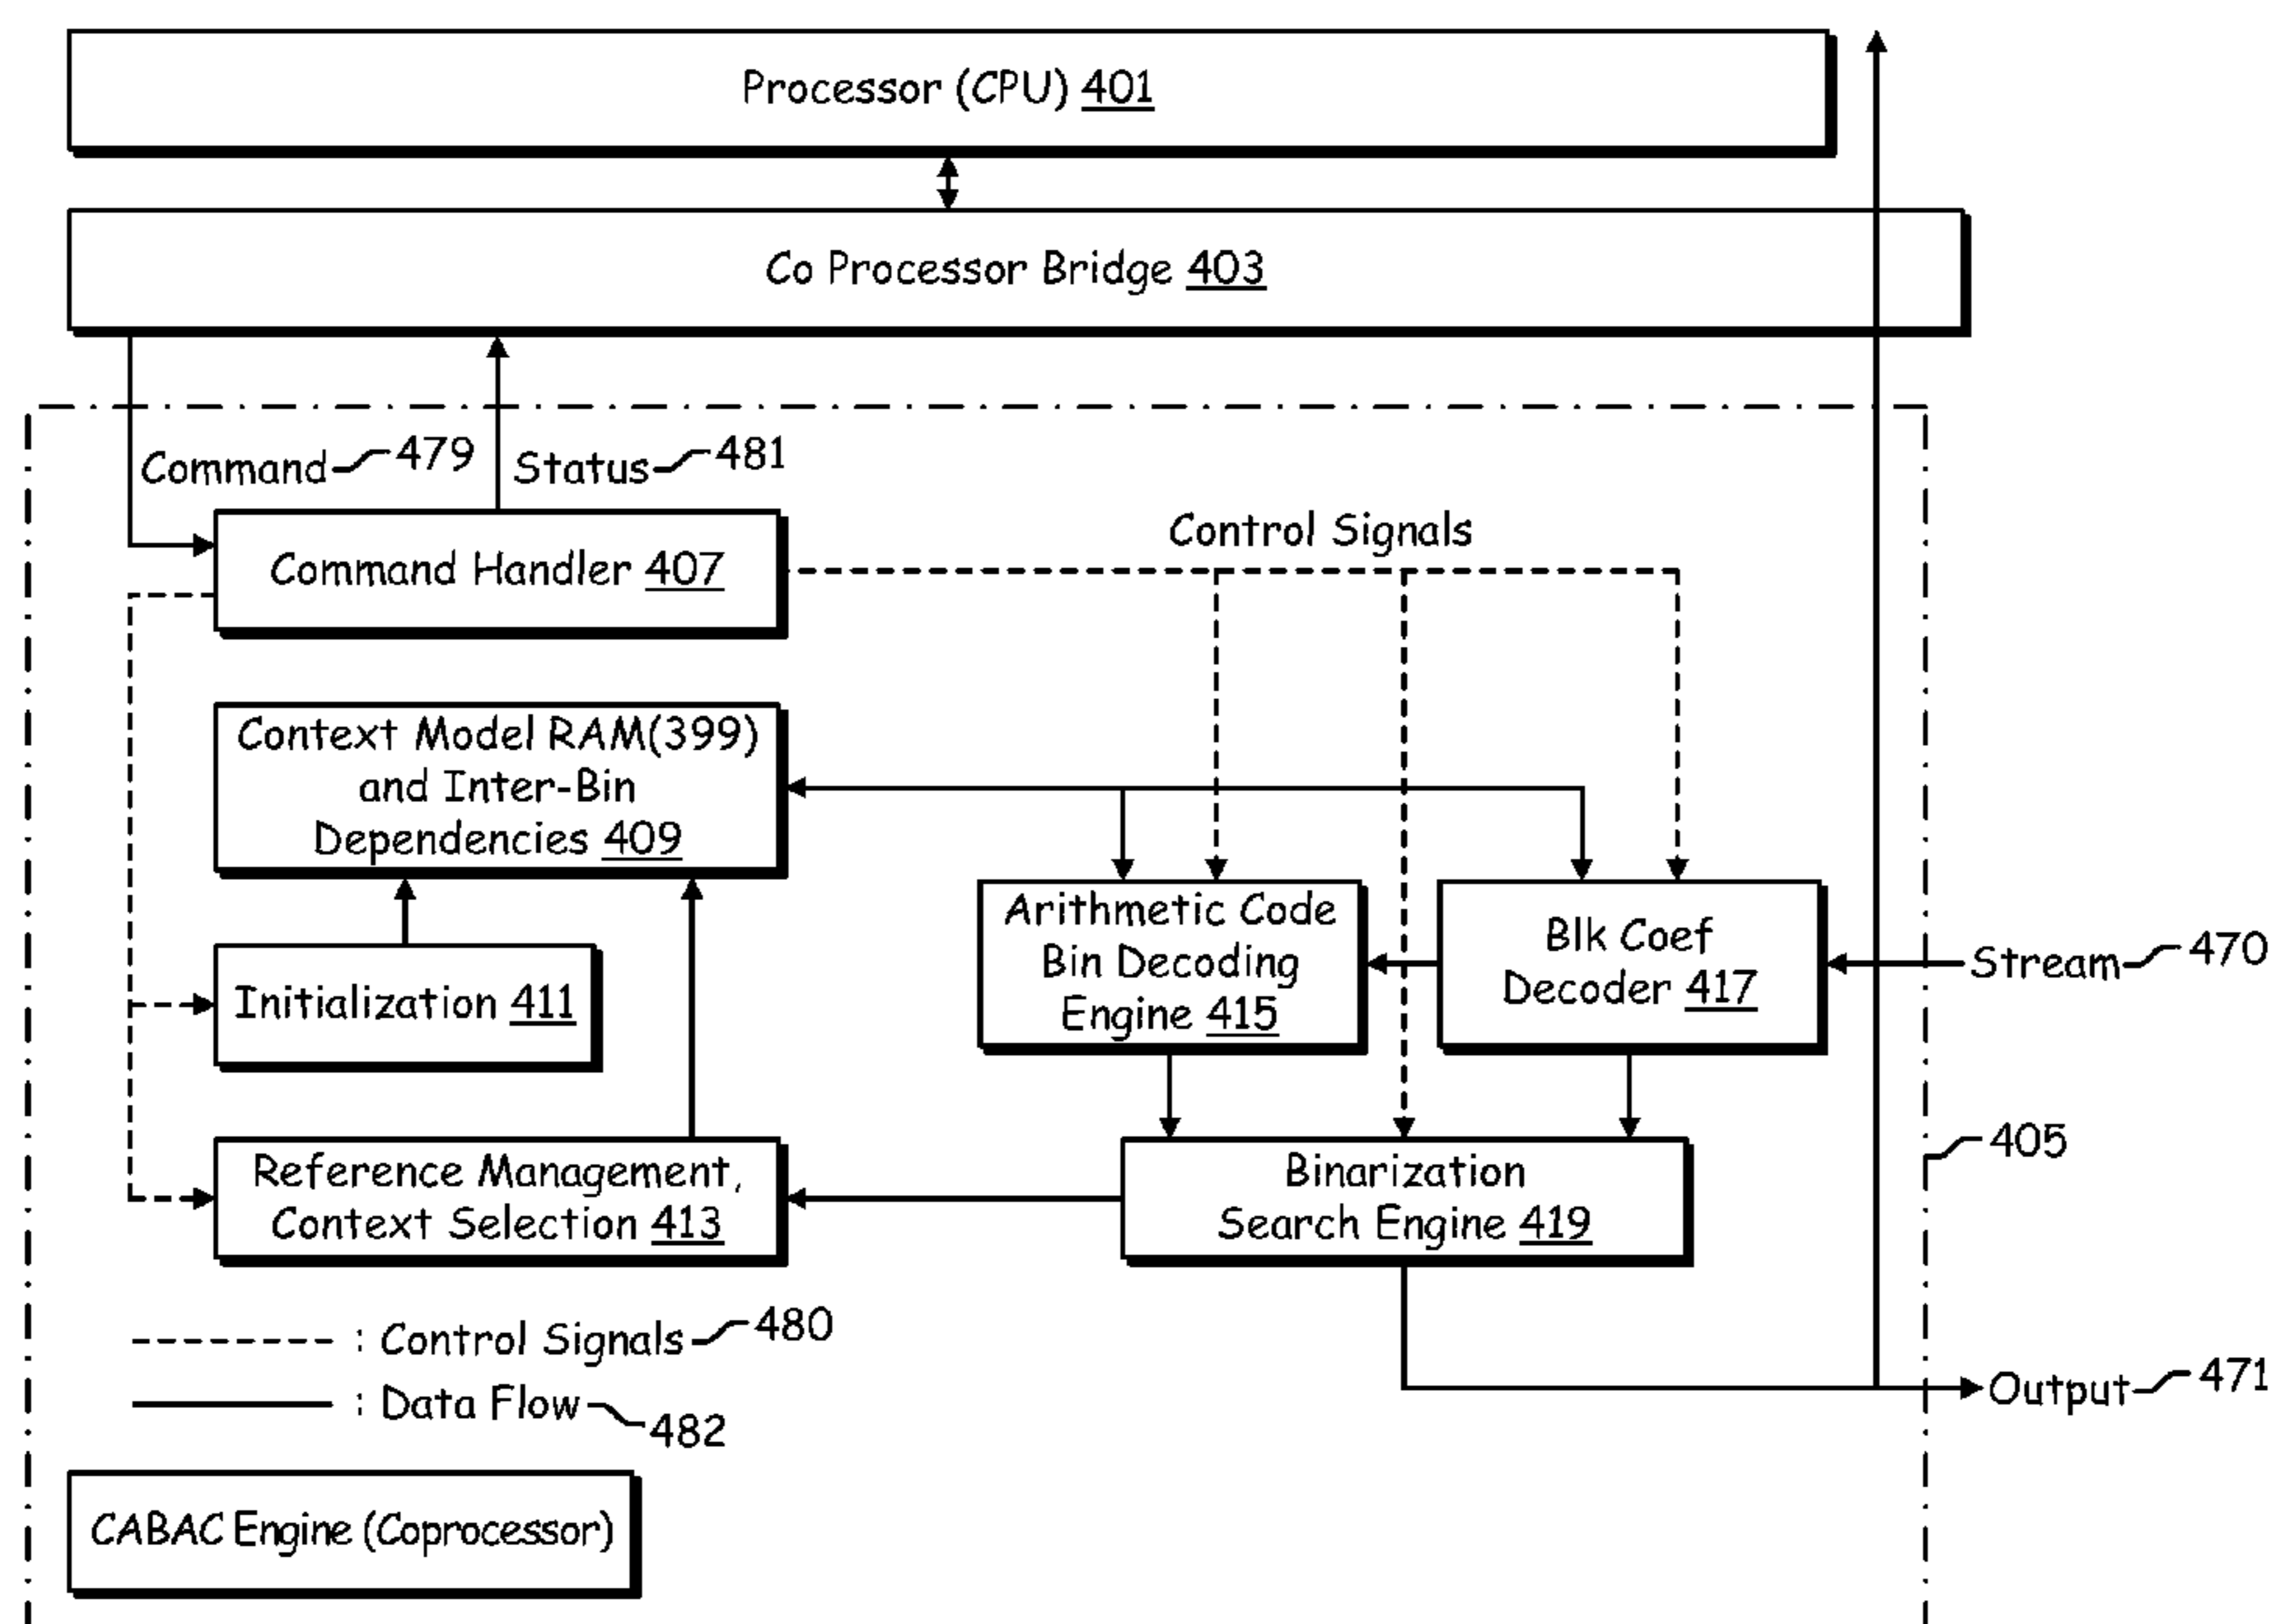 Processor (CPU) 401
Co Processor Bridge 403
Command 479
Status 481
Control Signals
Command Handler 407
Context Model RAM(399)
and Inter-Bin
Dependencies 409
Arithmetic Code
Bin Decoding
Engine 415
Blk Coef
Decoder 417
Stream 470
Initialization 411
405
Reference Management,
Context Selection 413
Binarization
Search Engine 419
: Control Signals 480
: Data Flow 482
Output 471
CABAC Engine (Coprocessor)